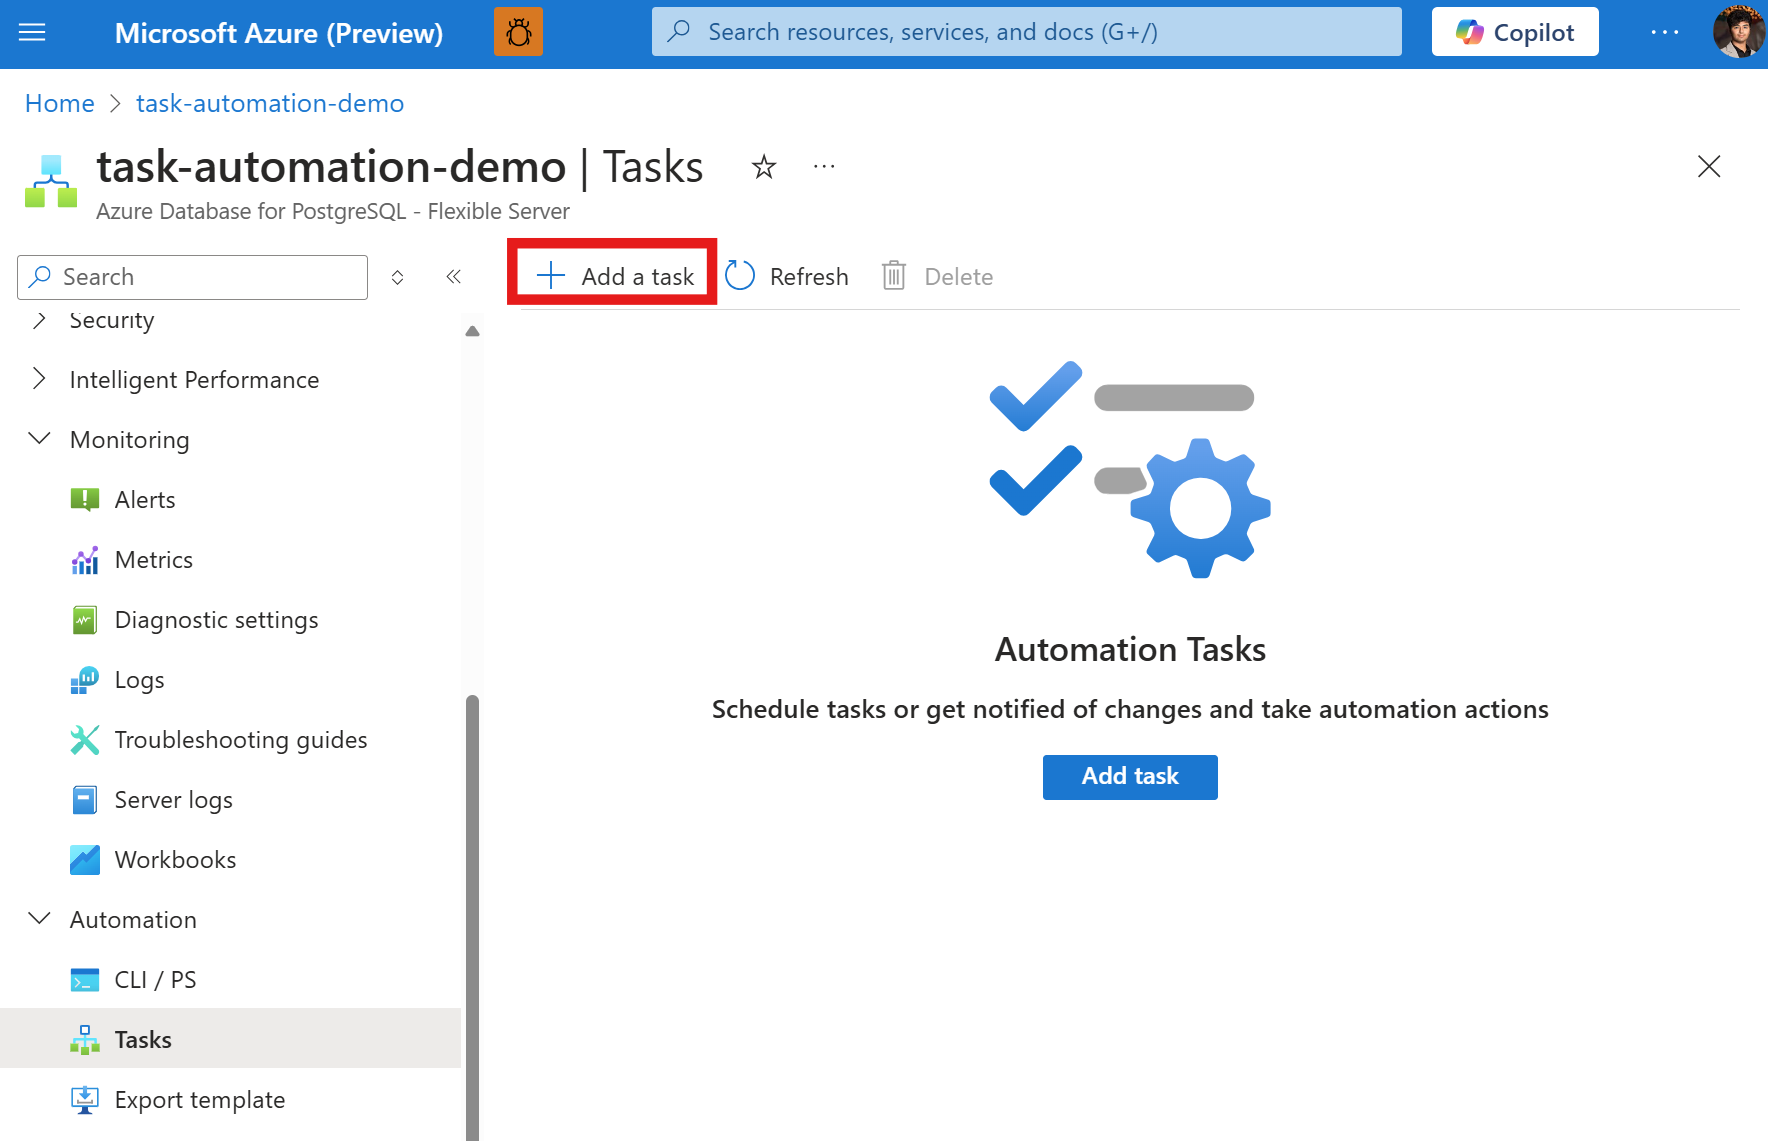 Microsoft Azure (Preview)
Search resources, services, and docs (G+/)
Copilot
Home > task-automation-demo
task-automation-demo | Tasks
Azure Database for PostgreSQL - Flexible Server
Search
Add a task
Refresh
Delete
Security
Intelligent Performance
Monitoring
Alerts
Metrics
Diagnostic settings
Logs
Troubleshooting guides
Server logs
Workbooks
Automation
CLI / PS
Tasks
Export template
Automation Tasks
Schedule tasks or get notified of changes and take automation actions
Add task